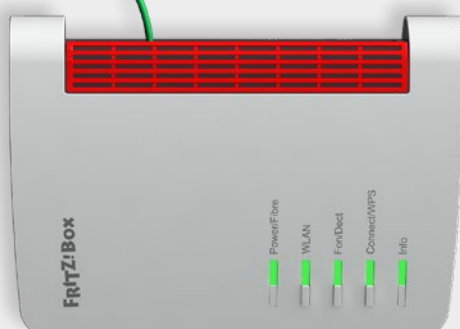 FRITZ!Box
Power/Fibre
WLAN
Fon/Dect
Connect/WPS
Info